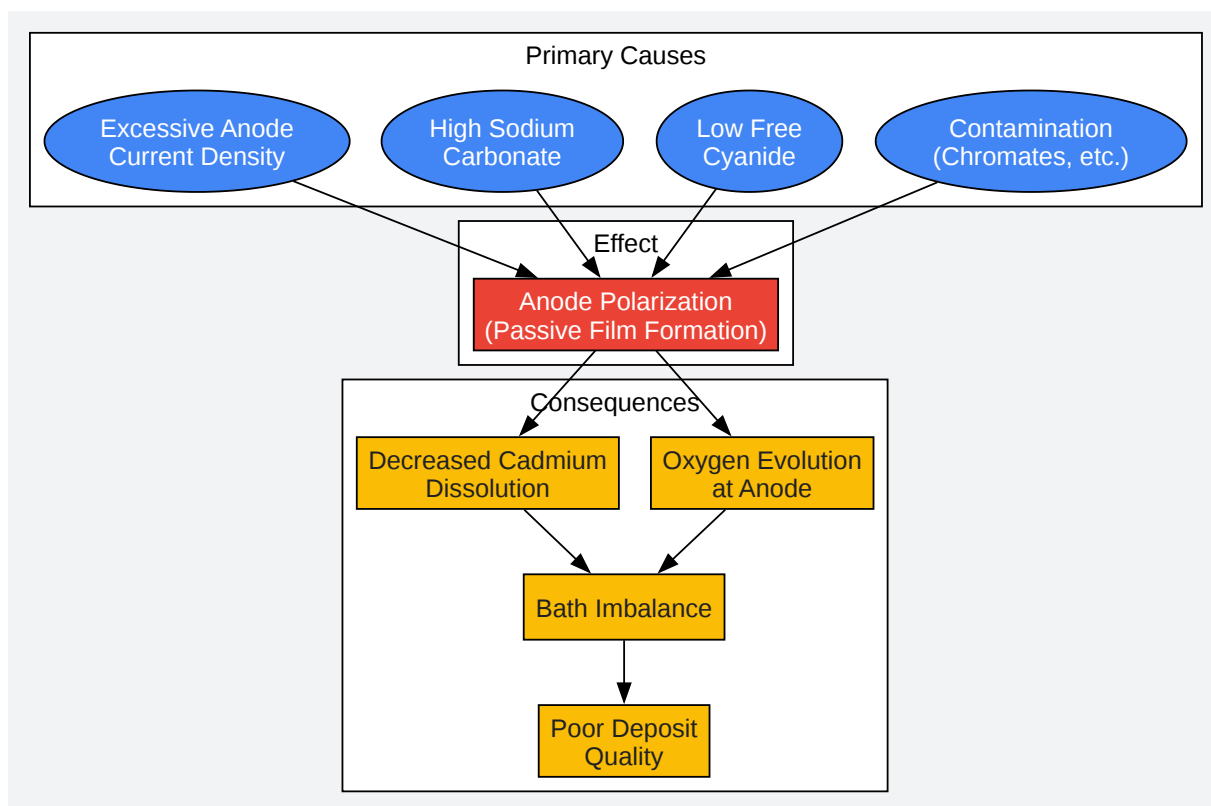 Primary Causes
Excessive Anode
Current Density
High Sodium
Carbonate
Low Free
Cyanide
Contamination
(Chromates, etc.)
Effect
Anode Polarization
(Passive Film Formation)
Consequences
Decreased Cadmium
Dissolution
Oxygen Evolution
at Anode
Bath Imbalance
Poor Deposit
Quality